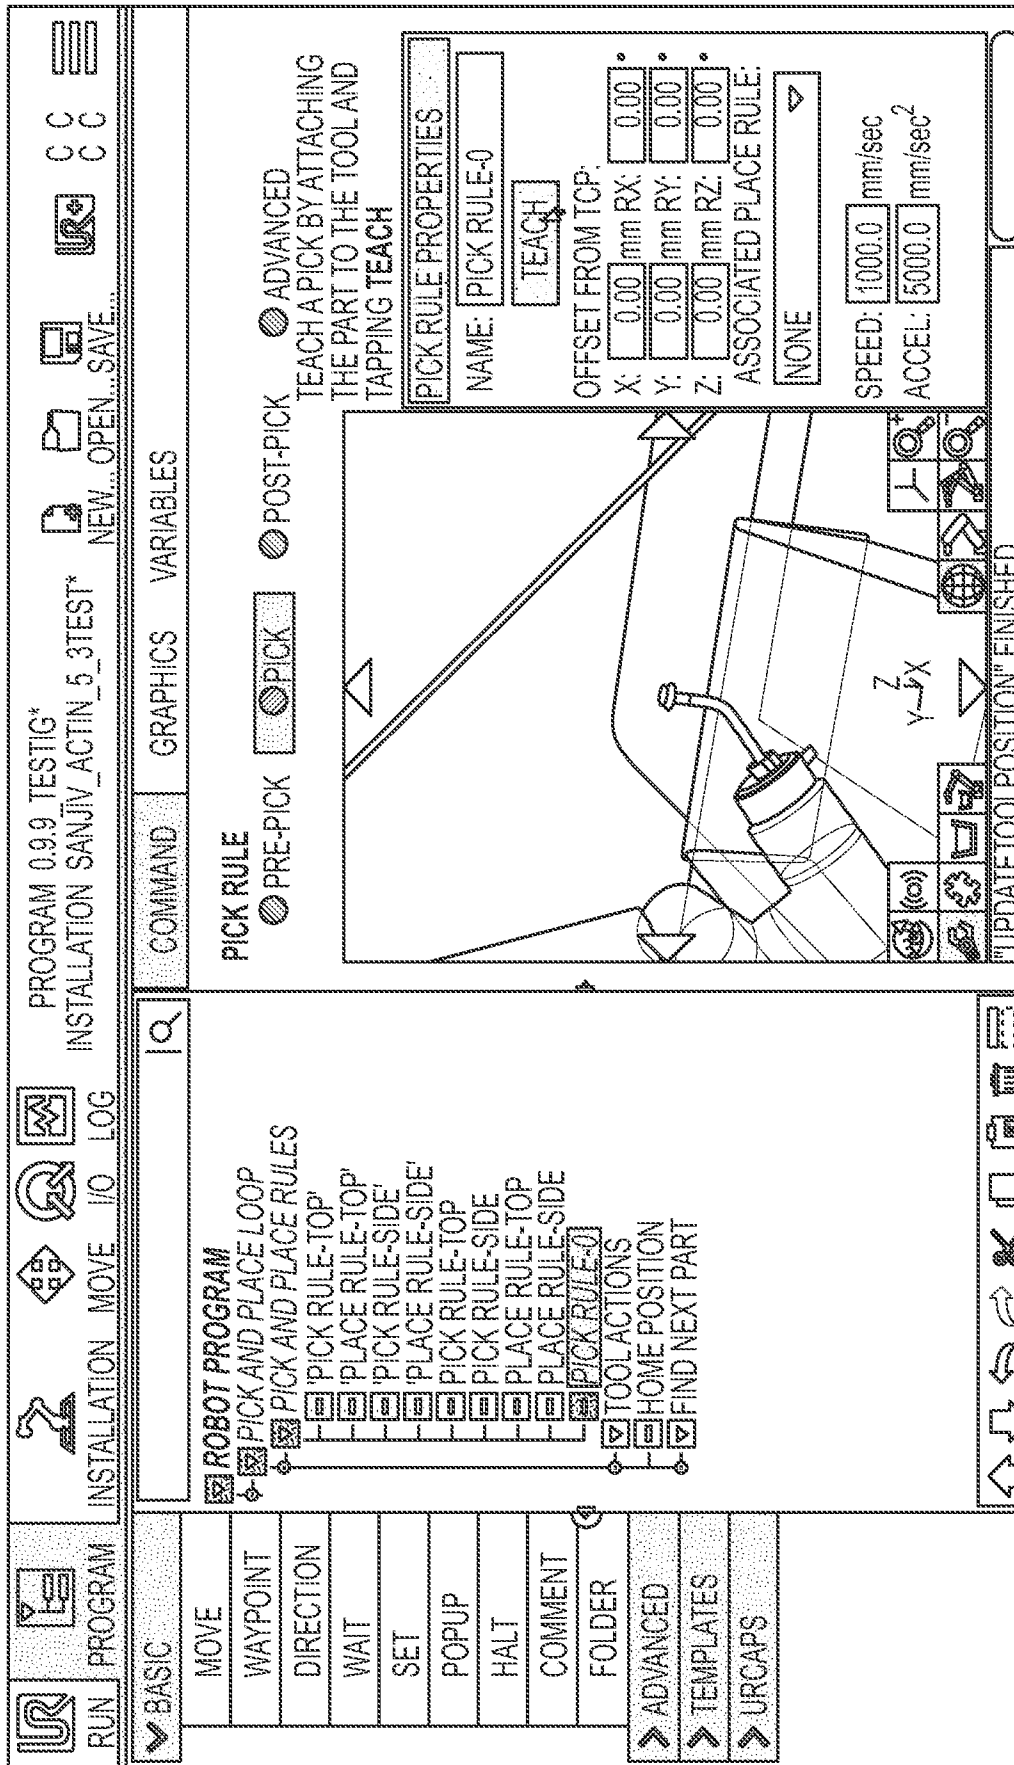 RUN
PROGRAM
INSTALLATION
MOVE
I/O
LOG
PROGRAM 0.9.9_TESTIG*
INSTALLATION SANJIV_ACTIN_5_3TEST*
NEW... OPEN... SAVE...
C C
C C
BASIC
MOVE
WAYPOINT
DIRECTION
WAIT
SET
POPUP
HALT
COMMENT
FOLDER
ADVANCED
TEMPLATES
URCAPS
ROBOT PROGRAM
PICK AND PLACE LOOP
PICK AND PLACE RULES
'PICK RULE-TOP'
'PLACE RULE-TOP'
'PICK RULE-SIDE'
'PLACE RULE-SIDE'
PICK RULE-TOP
PICK RULE-SIDE
PLACE RULE-TOP
PLACE RULE-SIDE
PICK RULE-0
TOOL ACTIONS
HOME POSITION
FIND NEXT PART
COMMAND
GRAPHICS
VARIABLES
PICK RULE
PRE-PICK
PICK
POST-PICK
ADVANCED
TEACH A PICK BY ATTACHING
THE PART TO THE TOOL AND
TAPPING TEACH
PICK RULE PROPERTIES
NAME: PICK RULE-0
TEACH
OFFSET FROM TCP:
X: 0.00 mm RX: 0.00 °
Y: 0.00 mm RY: 0.00 °
Z: 0.00 mm RZ: 0.00 °
ASSOCIATED PLACE RULE:
NONE
SPEED: 1000.0 mm/sec
ACCEL: 5000.0 mm/sec²
Z
Y X
"UPDATETOOLPOSITION" FINISHED